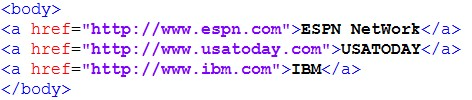 <body>
<a href="http://www.espn.com">ESPN NetWork</a>
<a href="http://www.usatoday.com">USATODAY</a>
<a href="http://www.ibm.com">IBM</a>
</body>